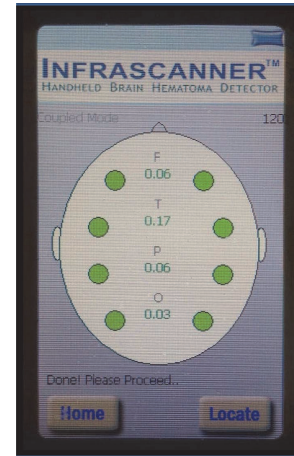 INFRASCANNER™
HANDHELD BRAIN HEMATOMA DETECTOR
Coupled Mode 120
F
0.06
T
0.17
P
0.06
O
0.03
Done! Please Proceed..
Home Locate